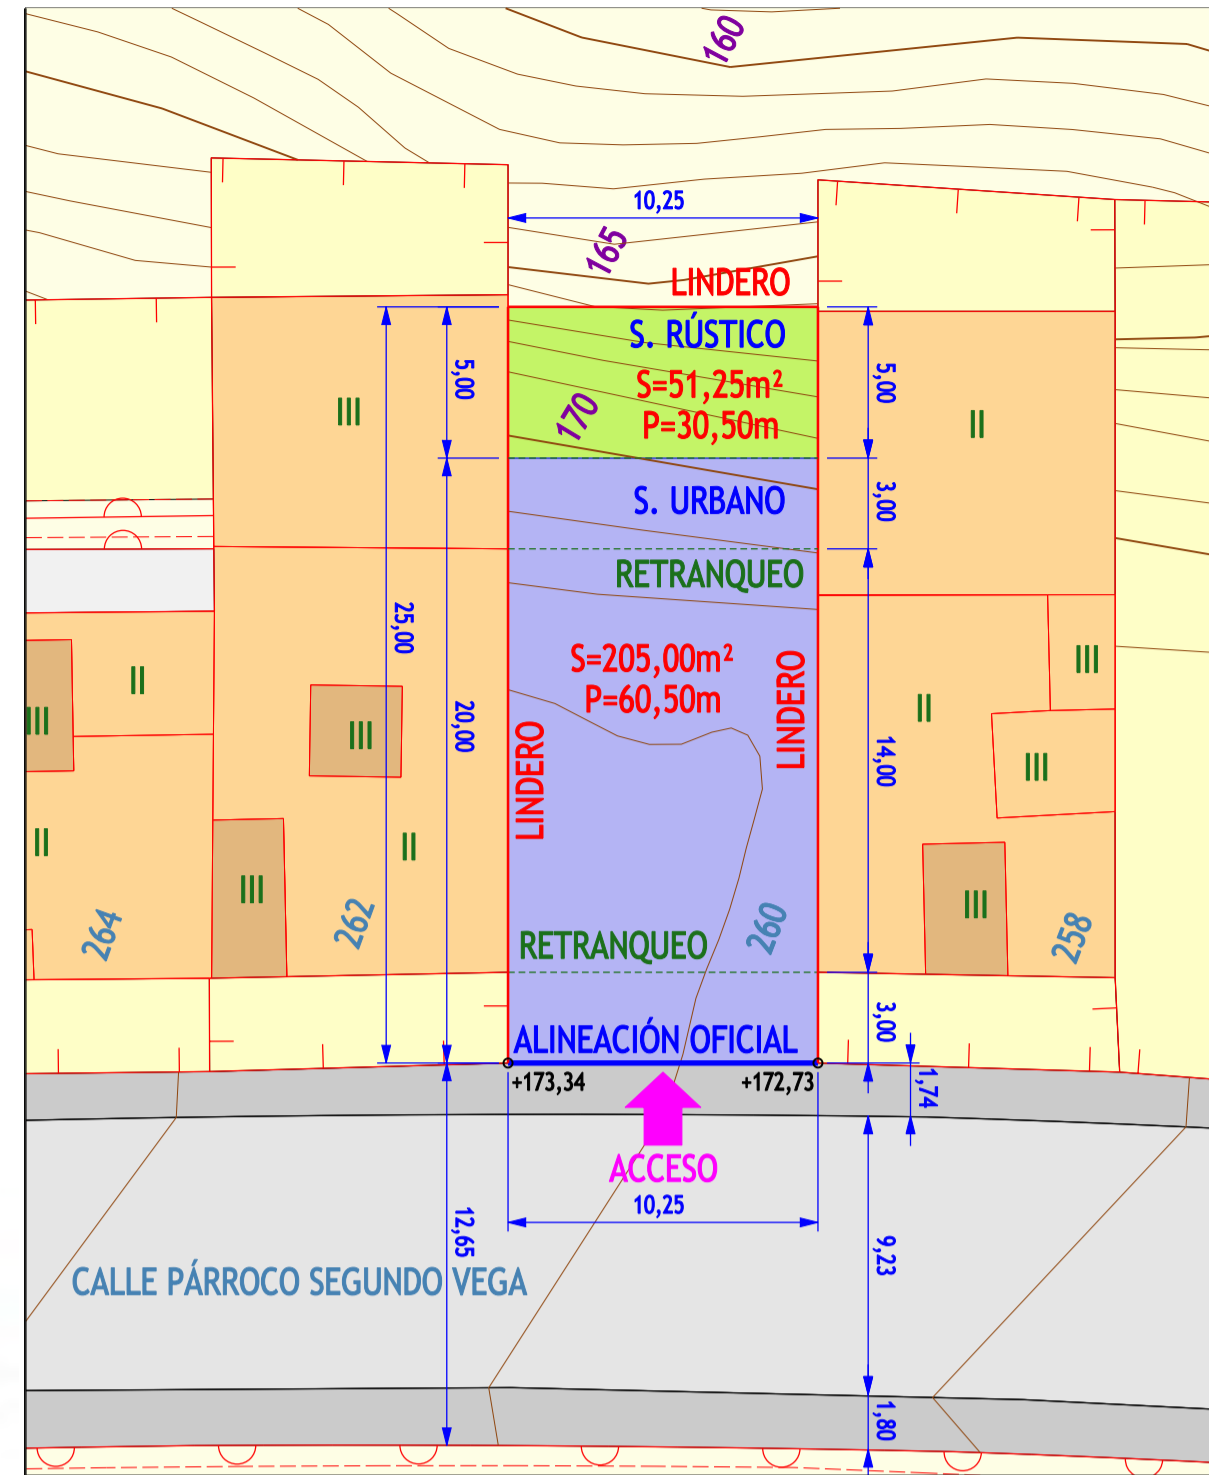 160
10,25
165
LINDERO
S. RÚSTICO
5,00
5,00
S=51,25m²
III
170
P=30,50m
II
S. URBANO
3,00
RETRANQUEO
25,00
S=205,00m²
LINDERO
III
II
P=60,50m
II
III
III
20,00
14,00
III
LINDERO
II
II
III
III
264
262
RETRANQUEO
260
258
3,00
ALINEACIÓN OFICIAL
+173,34
+172,73
1,74
ACCESO
10,25
12,65
9,23
CALLE PÁRROCO SEGUNDO VEGA
1,80